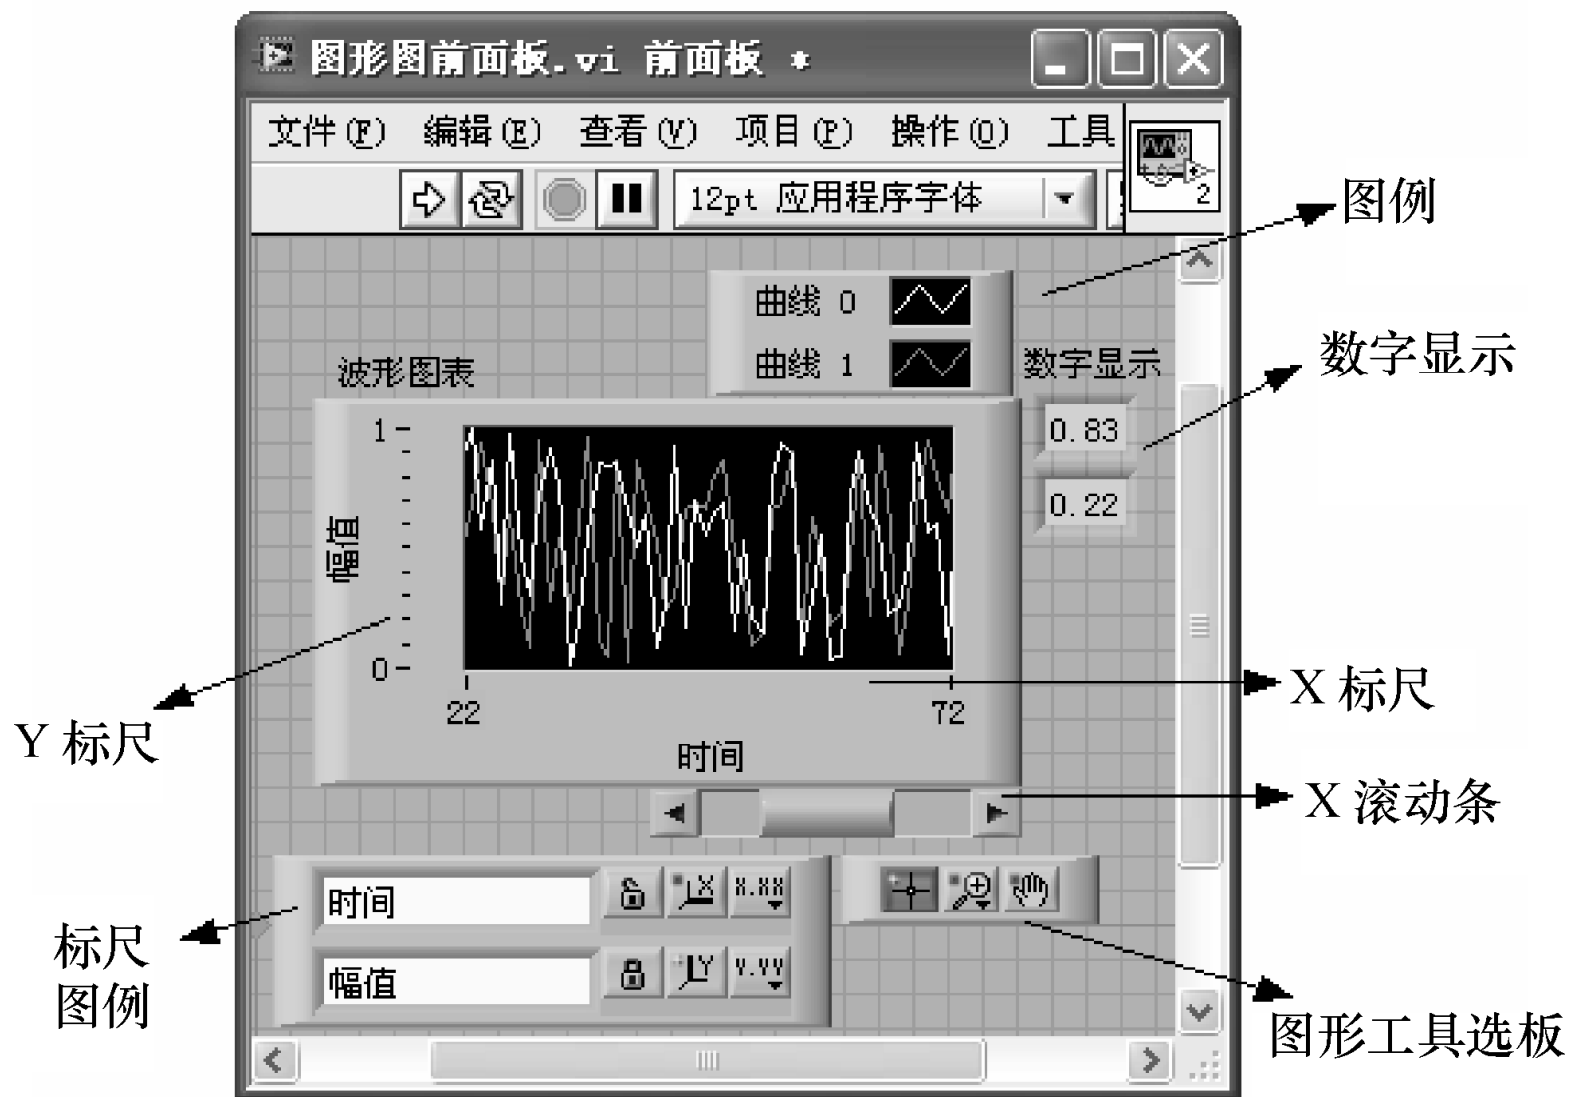 图形图前面板.vi 前面板 *
文件(F) 编辑(E) 查看(V) 项目(P) 操作(O) 工具
12pt 应用程序字体
2
图例
曲线 0
曲线 1
波形图表
数字显示
数字显示
1
0.83
0.22
幅值
0
22
72
时间
Y 标尺
X 标尺
X 滚动条
时间
X
8.88
幅值
Y
Y.YY
标尺
图例
图形工具选板